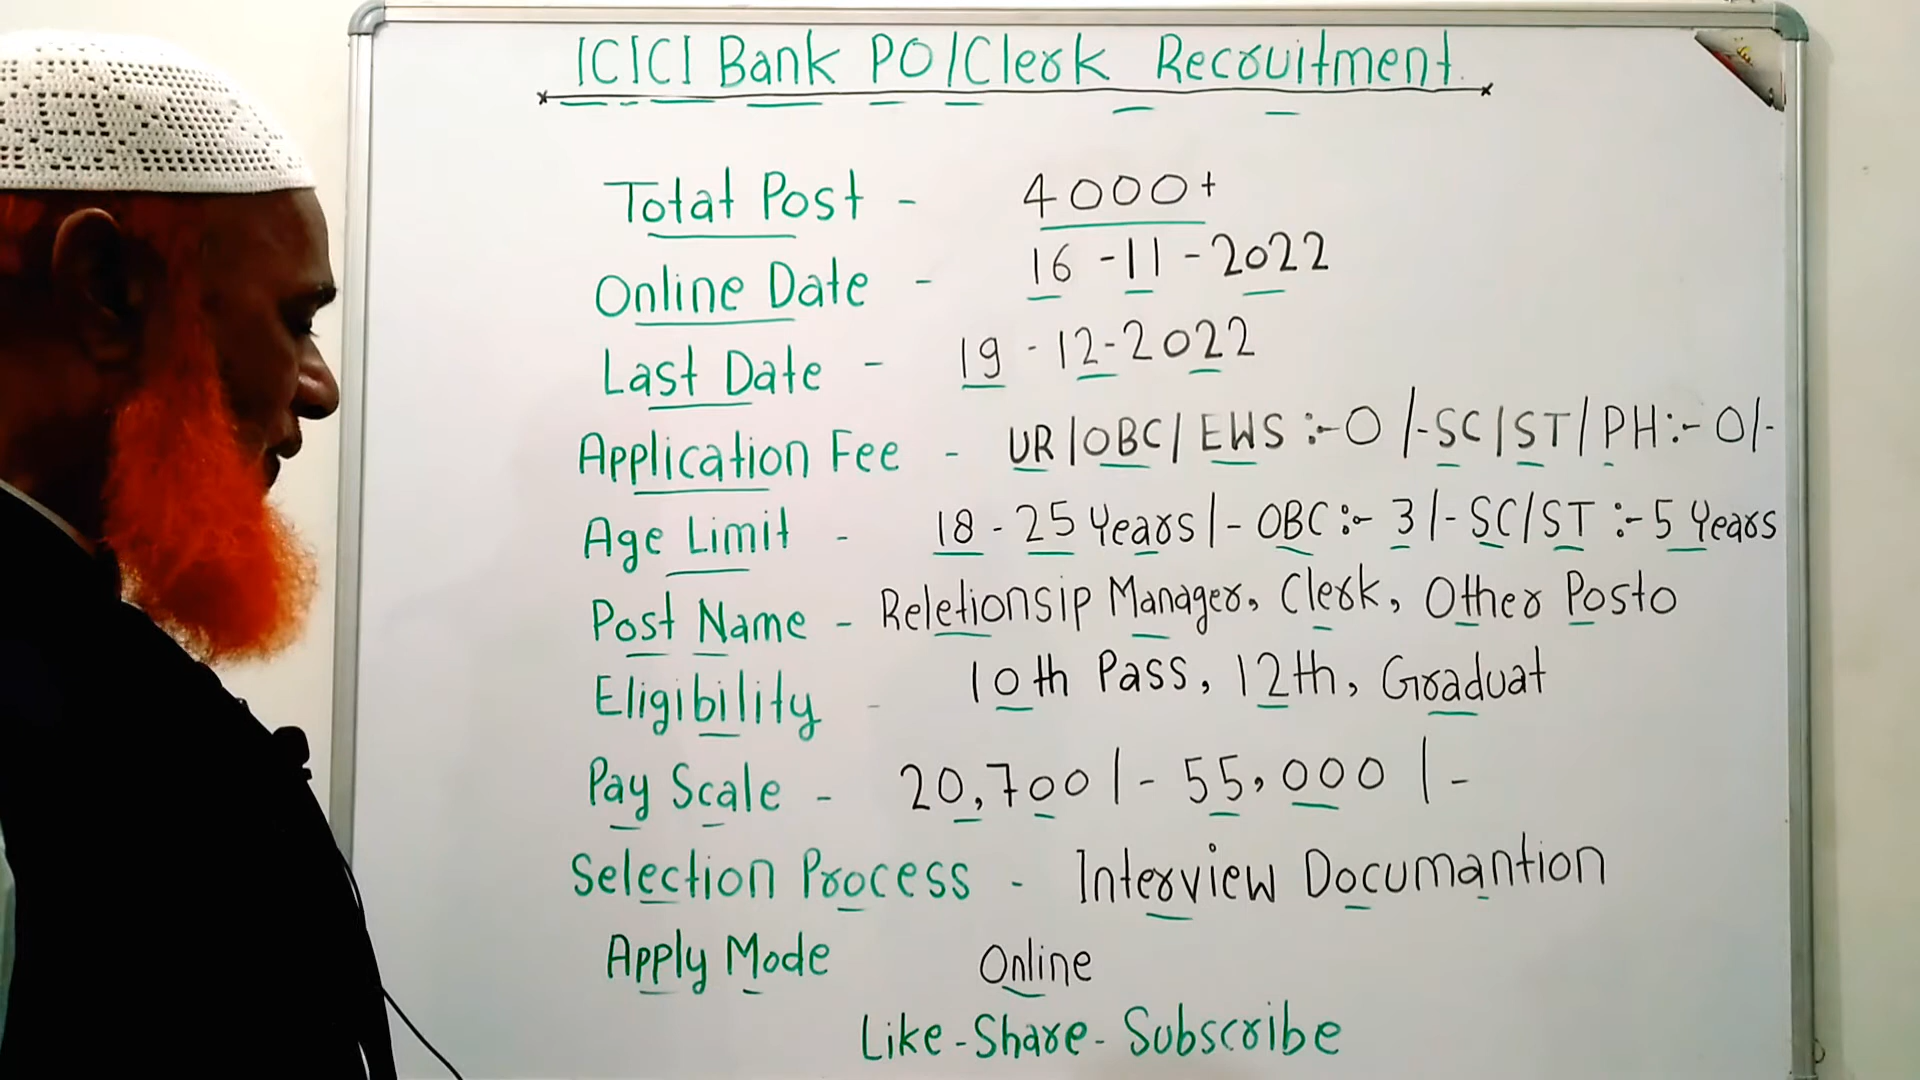 ICICI Bank PO/Clerk Recruitment
Total Post - 4000+
Online Date - 16-11-2022
Last Date - 19-12-2022
Application Fee - UR/OBC/EWS :- 0/- SC/ST/PH:- 0/-
Age Limit - 18-25 Years/- OBC:- 3/- SC/ST :- 5 Years
Post Name - Reletionsip Manager, Clerk, Other Posto
Eligibility - 10th Pass, 12th, Graduat
Pay Scale - 20,700/- 55,000/-
Selection Process - Interview Documantion
Apply Mode Online
Like-Share-Subscribe